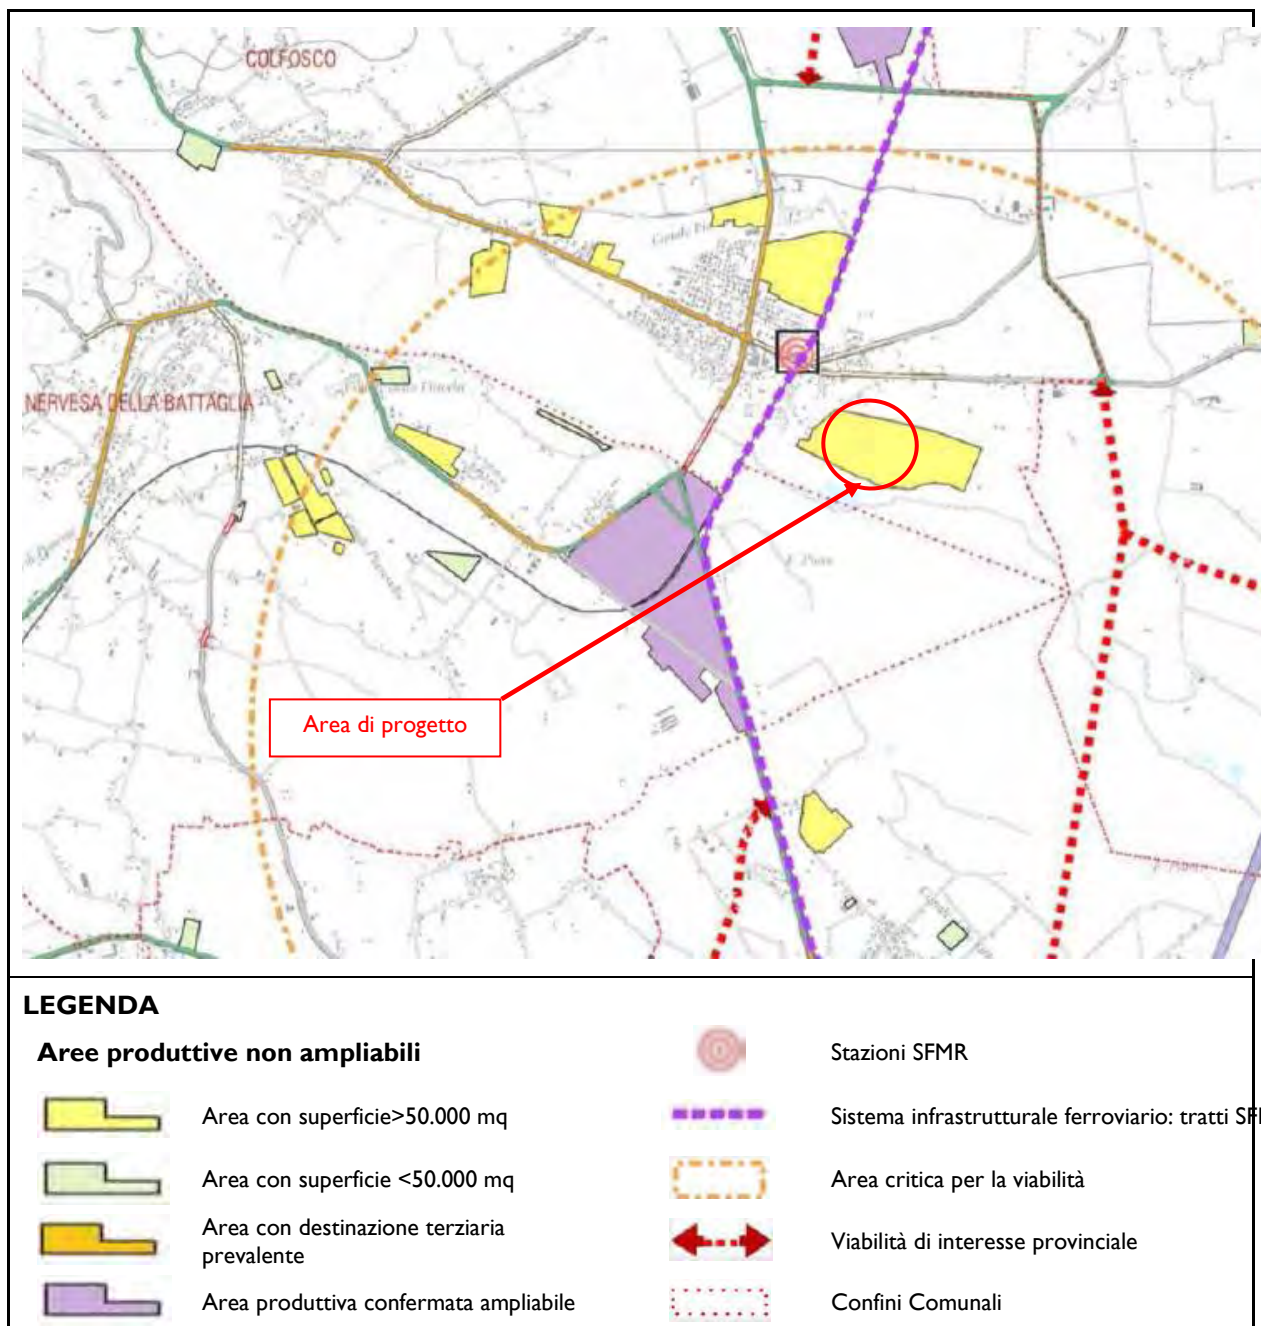 COLFOSCO
F. Piave
NERVESA DELLA BATTAGLIA
F. Piave
Area di progetto
LEGENDA
Aree produttive non ampliabili
Area con superficie>50.000 mq
Area con superficie <50.000 mq
Area con destinazione terziaria
prevalente
Area produttiva confermata ampliabile
Stazioni SFMR
Sistema infrastrutturale ferroviario: tratti SF
Area critica per la viabilità
Viabilità di interesse provinciale
Confini Comunali